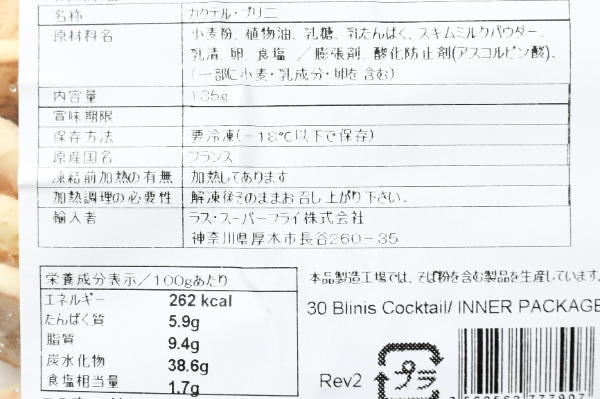 名称 カクテル・ブリニ
原材料名 小麦粉、植物油、乳糖、乳たんぱく、スキムミルクパウダー、
乳清、卵、食塩 ／膨張剤、酸化防止剤(アスコルビン酸)、
(一部に小麦・乳成分・卵を含む)
内容量 135g
賞味期限
保存方法 要冷凍(－18℃以下で保存)
原産国名 フランス
凍結前加熱の有無 加熱してあります
加熱調理の必要性 解凍後そのままお召し上がり下さい。
輸入者 ラス・スーパーフライ株式会社
神奈川県厚木市長谷260－35
栄養成分表示／100gあたり
エネルギー 262 kcal
たんぱく質 5.9g
脂質 9.4g
炭水化物 38.6g
食塩相当量 1.7g
本品製造工場では、そば粉を含む製品を生産しています。
30 Blinis Cocktail/ INNER PACKAGE
Rev2
プラ